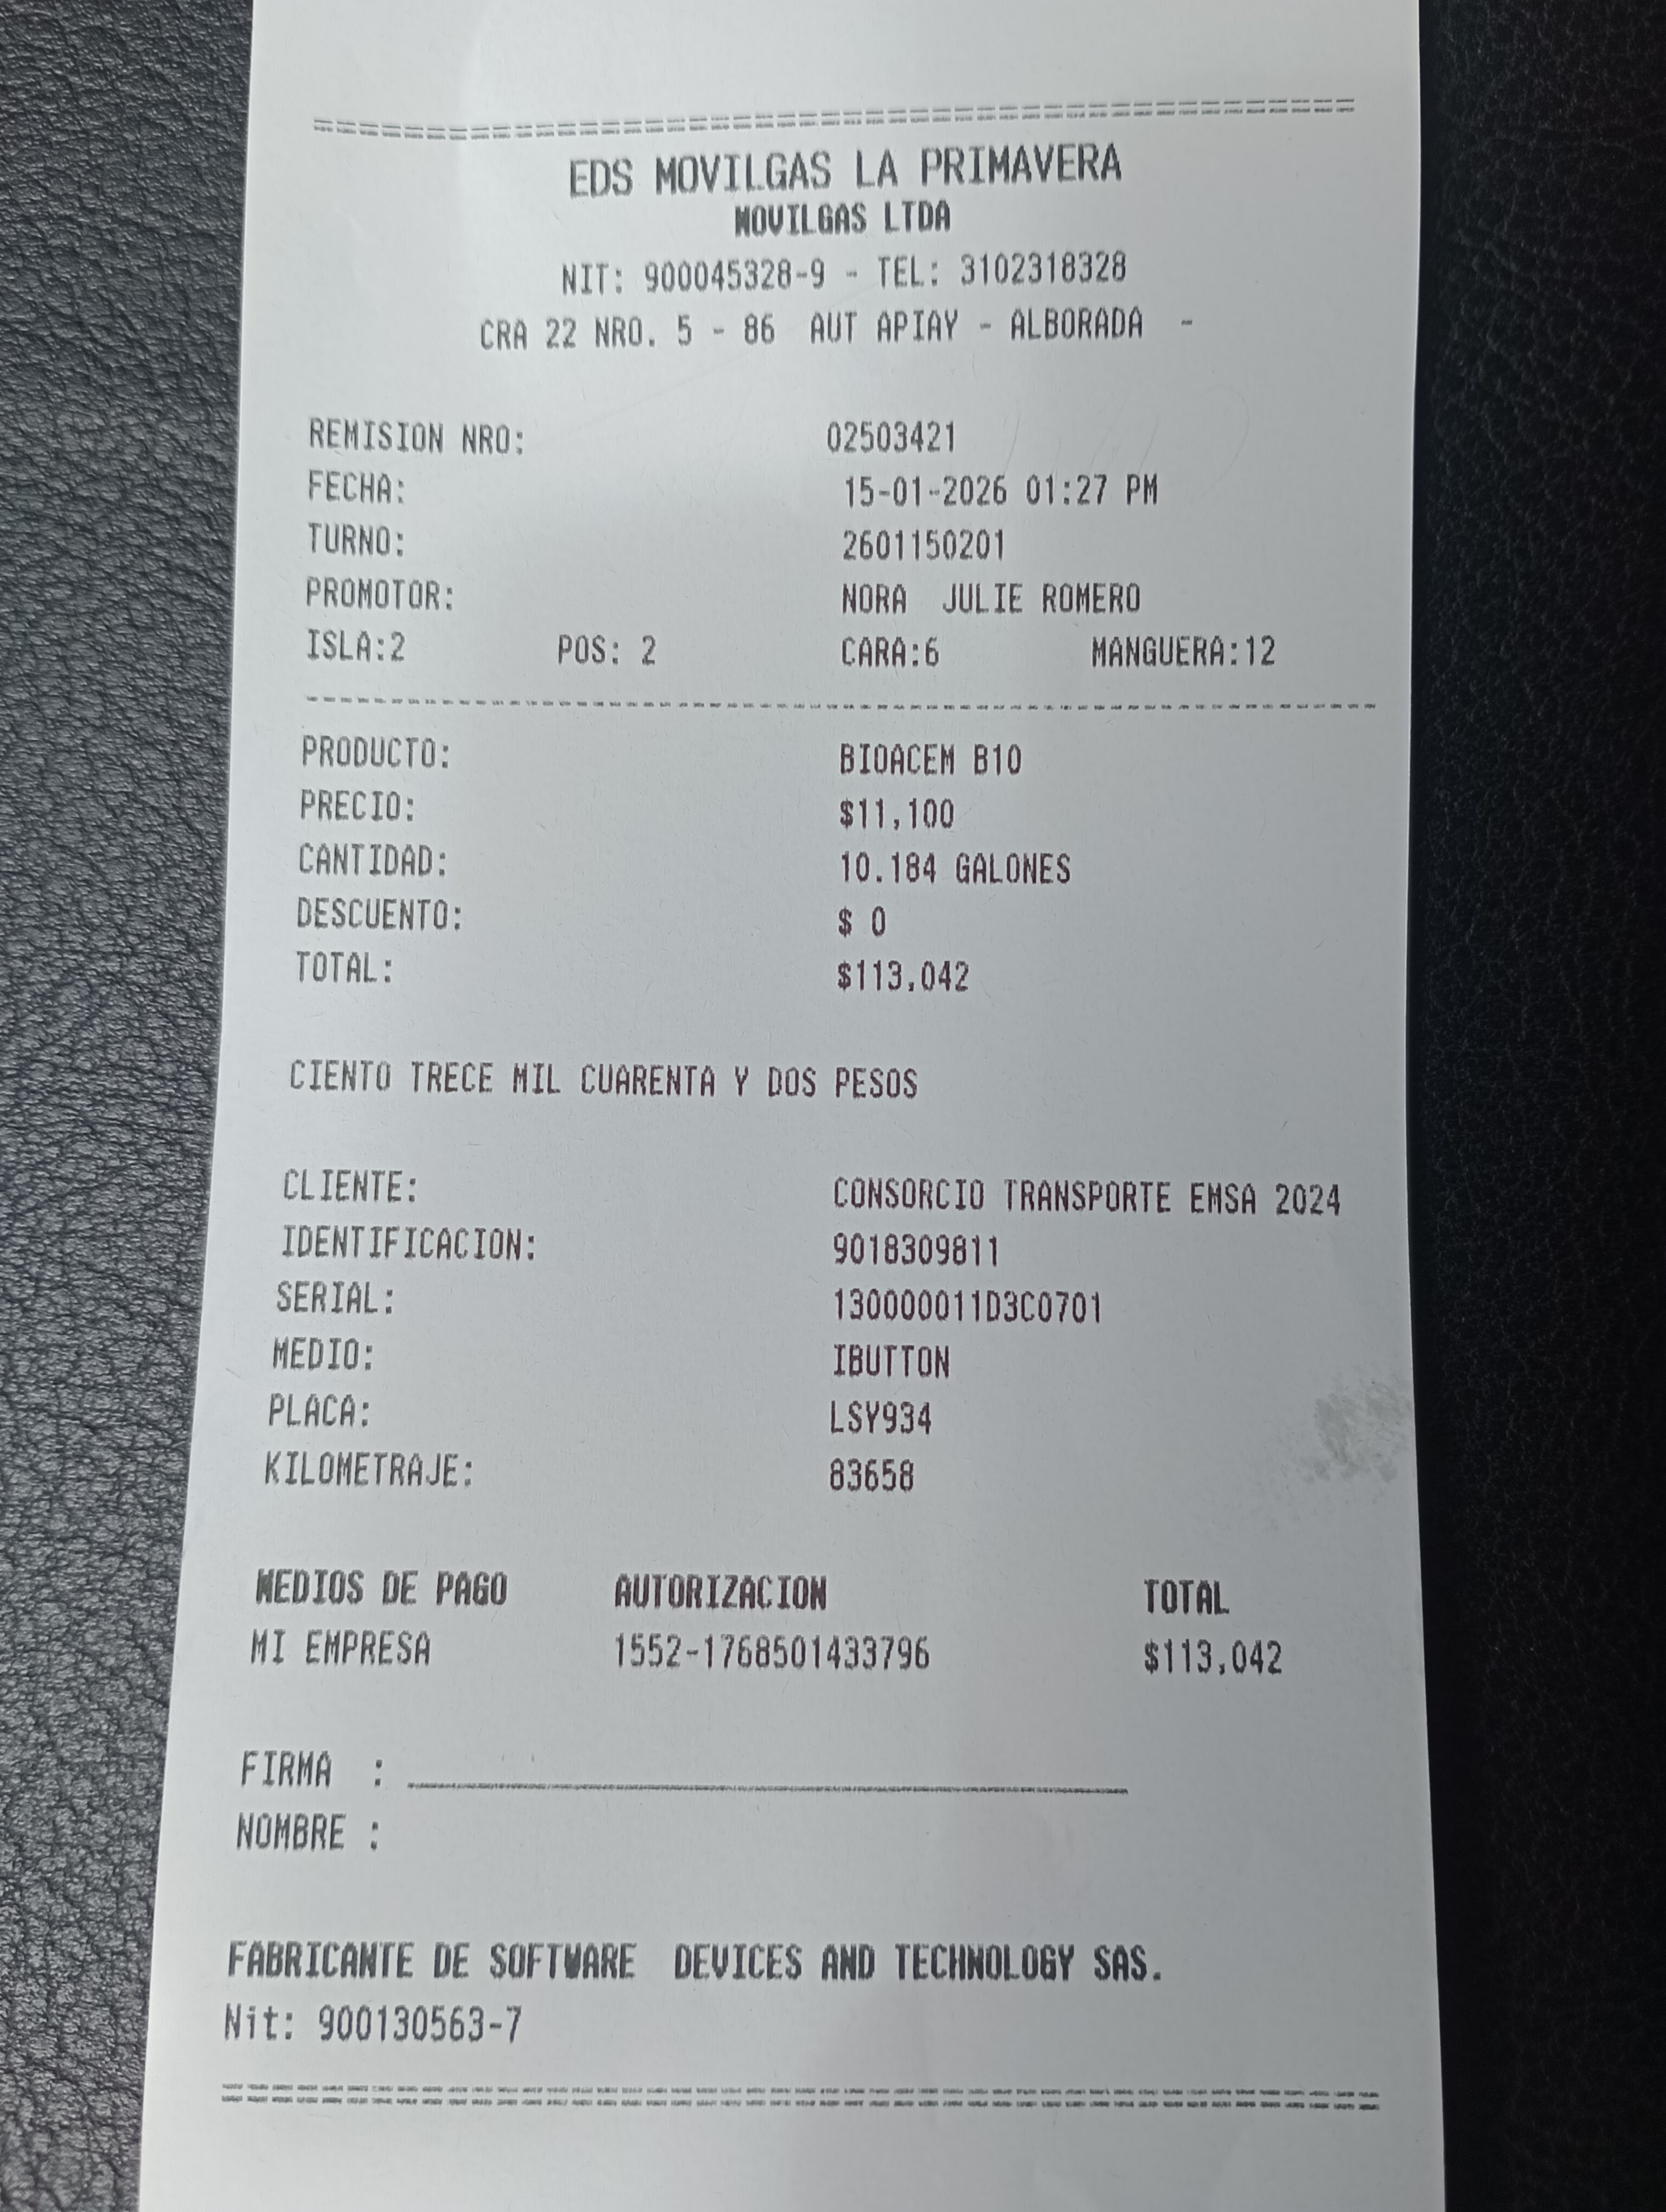 EDS MOVILGAS LA PRIMAVERA
MOVILGAS LTDA
NIT: 900045328-9 - TEL: 3102318328
CRA 22 NRO. 5 - 86 AUT APIAY - ALBORADA -
REMISION NRO: 02503421
FECHA: 15-01-2026 01:27 PM
TURNO: 2601150201
PROMOTOR: NORA JULIE ROMERO
ISLA:2 POS: 2 CARA:6 MANGUERA:12
PRODUCTO: BIOACEM B10
PRECIO: $11,100
CANTIDAD: 10.184 GALONES
DESCUENTO: $ 0
TOTAL: $113,042
CIENTO TRECE MIL CUARENTA Y DOS PESOS
CLIENTE: CONSORCIO TRANSPORTE EMSA 2024
IDENTIFICACION: 9018309811
SERIAL: 130000011D3C0701
MEDIO: IBUTTON
PLACA: LSY934
KILOMETRAJE: 83658
MEDIOS DE PAGO AUTORIZACION TOTAL
MI EMPRESA 1552-1768501433796 $113,042
FIRMA :
NOMBRE :
FABRICANTE DE SOFTWARE DEVICES AND TECHNOLOGY SAS.
Nit: 900130563-7